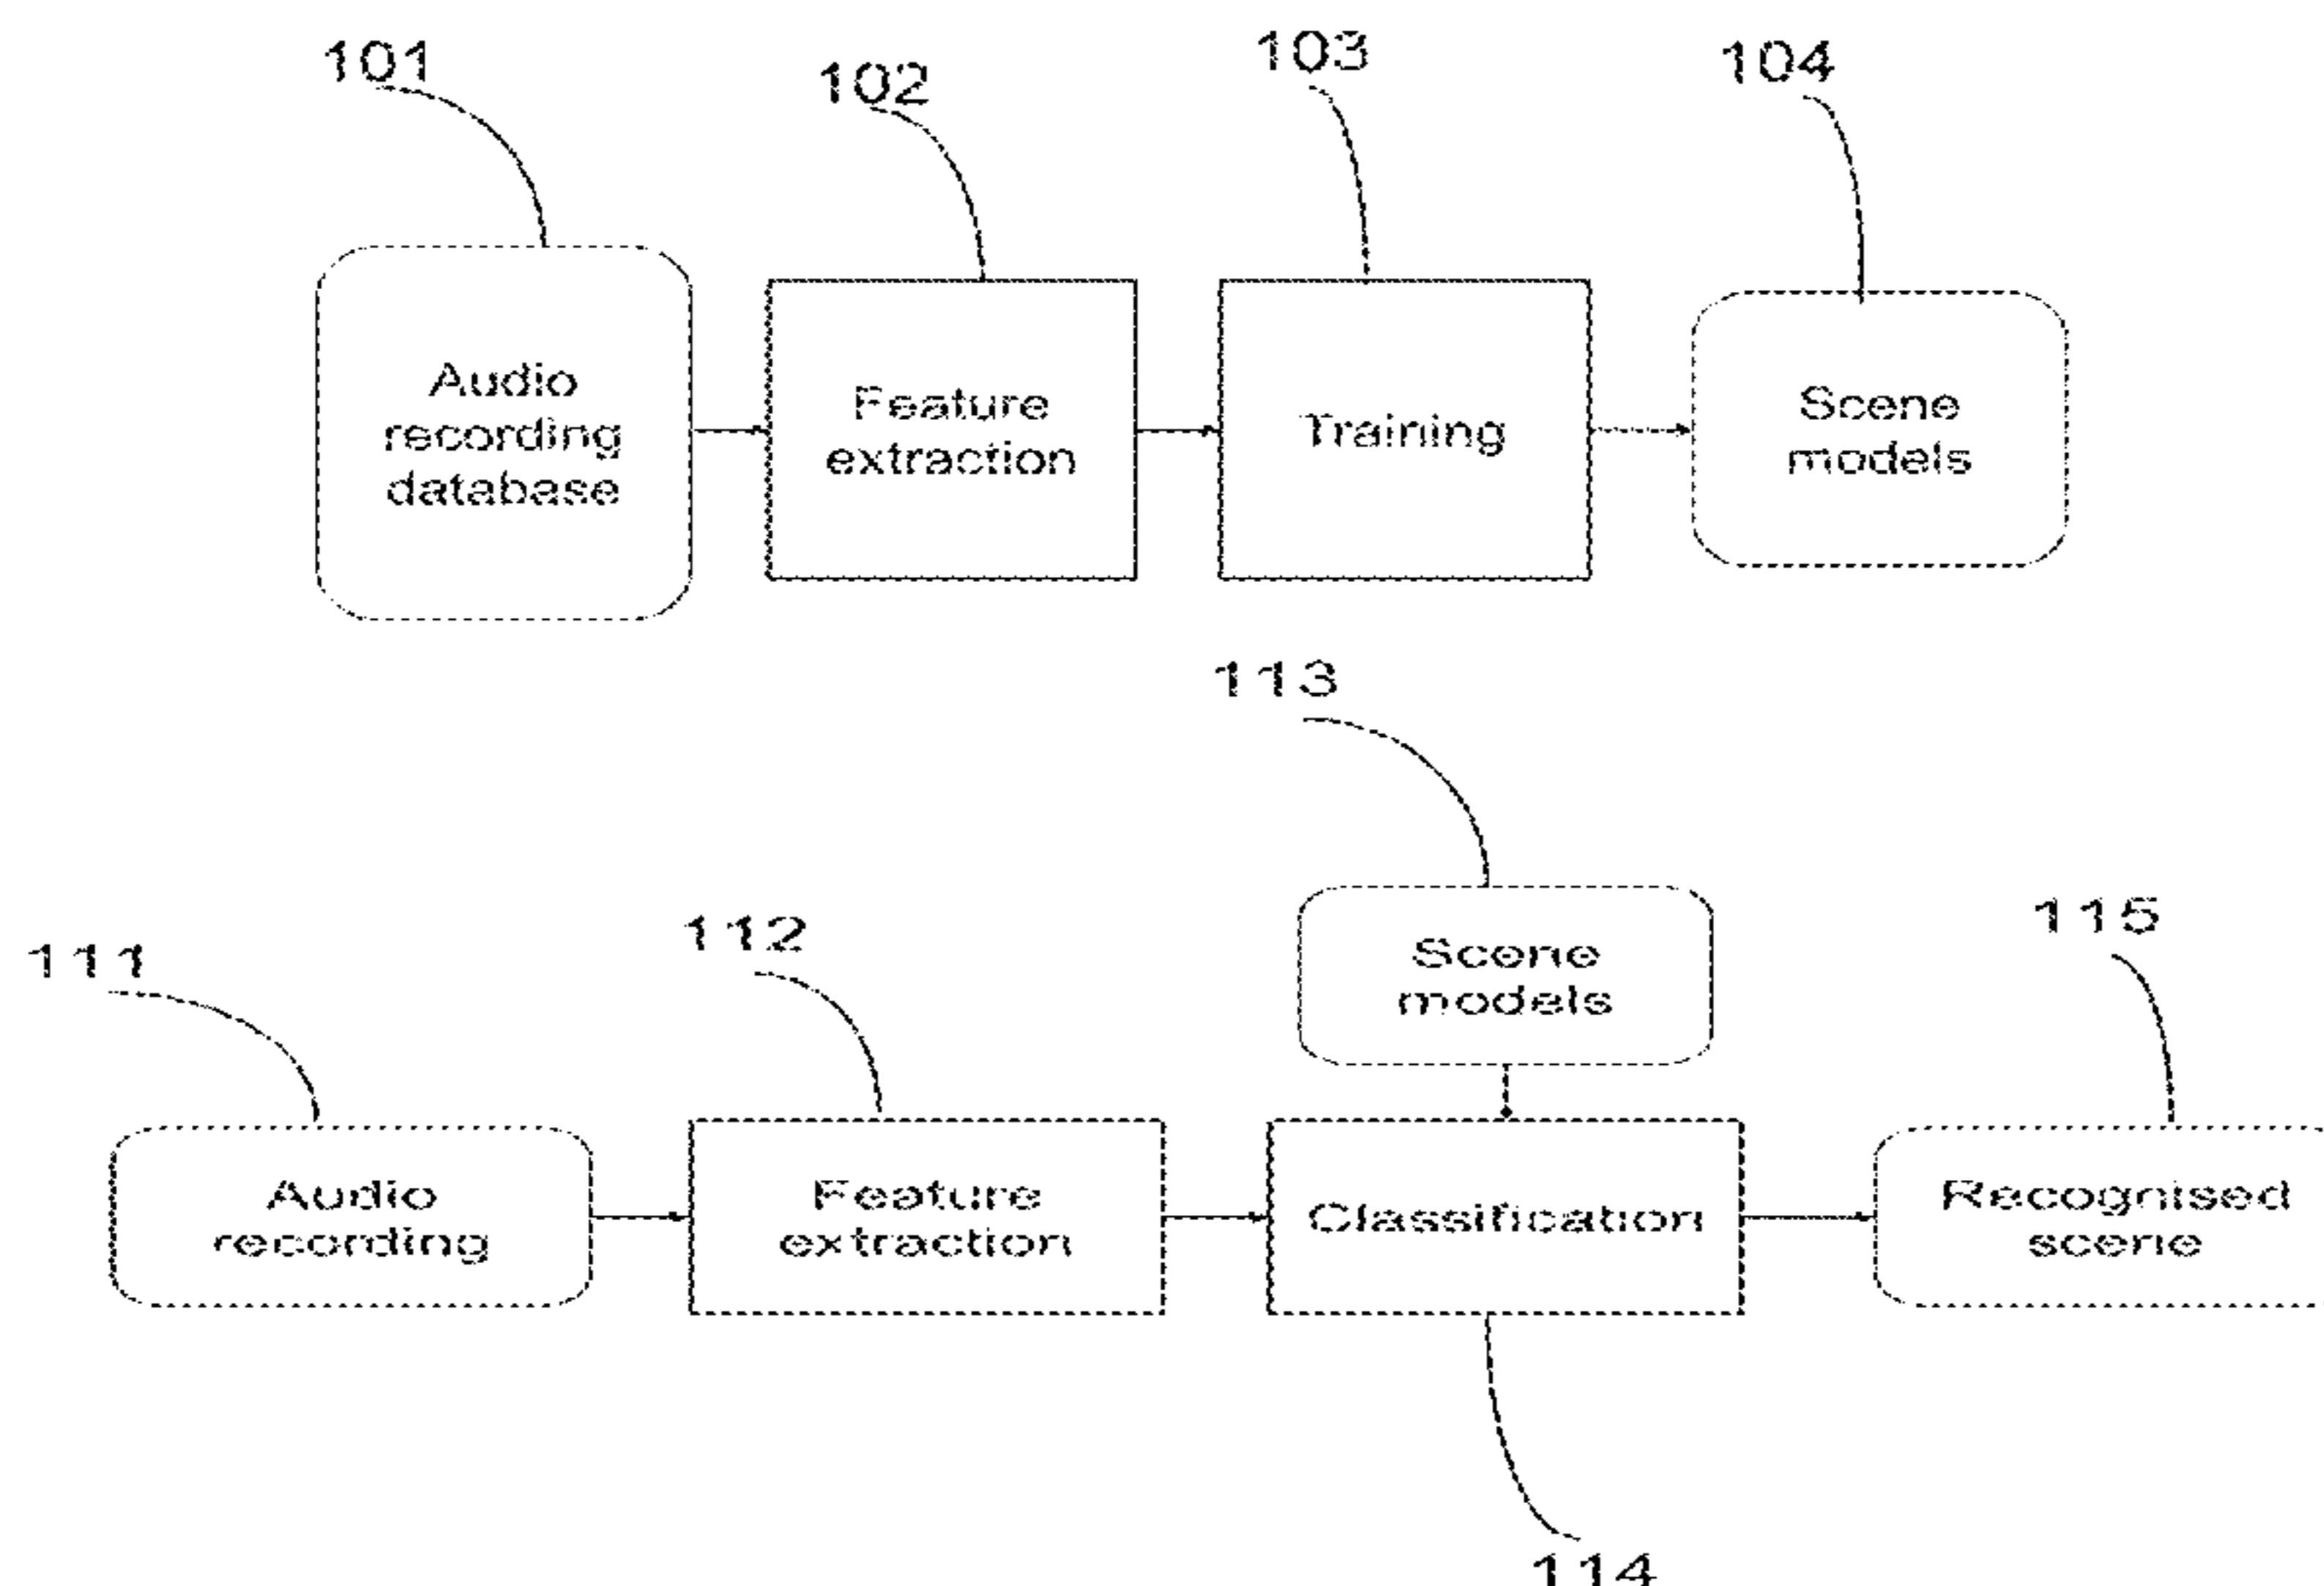 101
102
103
104
Audio
recording
database
Feature
extraction
Training
Scene
models
111
112
113
115
Scene
models
Audio
recording
Feature
extraction
Classification
Recognised
scene
114